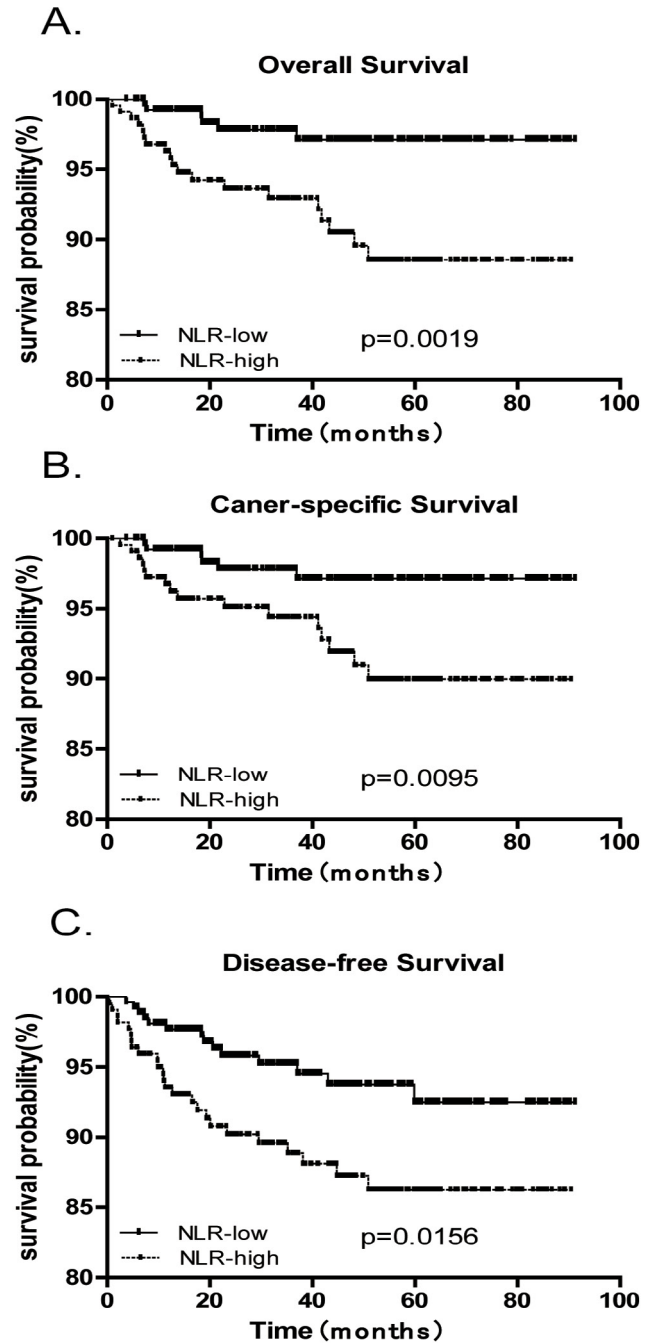 A.
Overall Survival
survival probability(%)
100
95
90
85
80
NLR-low
NLR-high
p=0.0019
0 20 40 60 80 100
Time (months)
B.
Caner-specific Survival
survival probability(%)
100
95
90
85
80
NLR-low
NLR-high
p=0.0095
0 20 40 60 80 100
Time (months)
C.
Disease-free Survival
survival probability(%)
100
95
90
85
80
NLR-low
NLR-high
p=0.0156
0 20 40 60 80 100
Time (months)